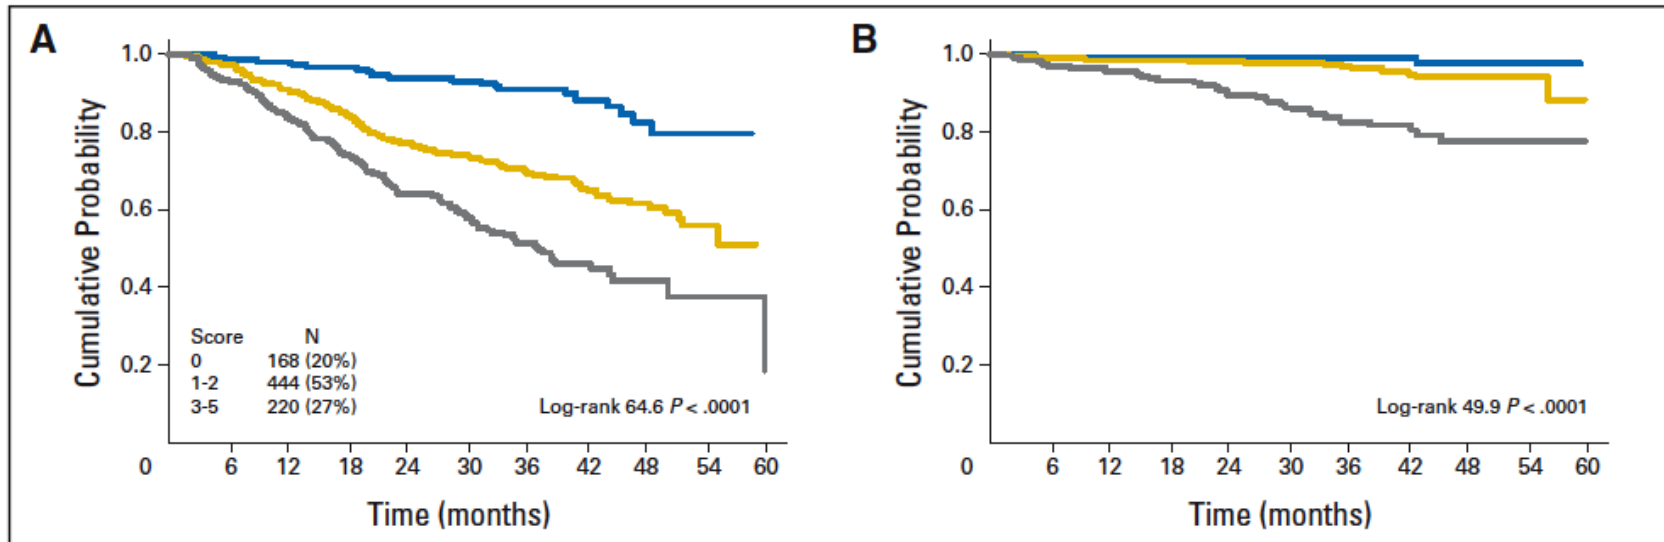 A
Cumulative Probability
1.0
0.8
0.6
0.4
0.2
0
Score N
0 168 (20%)
1-2 444 (53%)
3-5 220 (27%)
Log-rank 64.6 P < .0001
6 12 18 24 30 36 42 48 54 60
Time (months)
B
Cumulative Probability
1.0
0.8
0.6
0.4
0.2
0
Log-rank 49.9 P < .0001
6 12 18 24 30 36 42 48 54 60
Time (months)